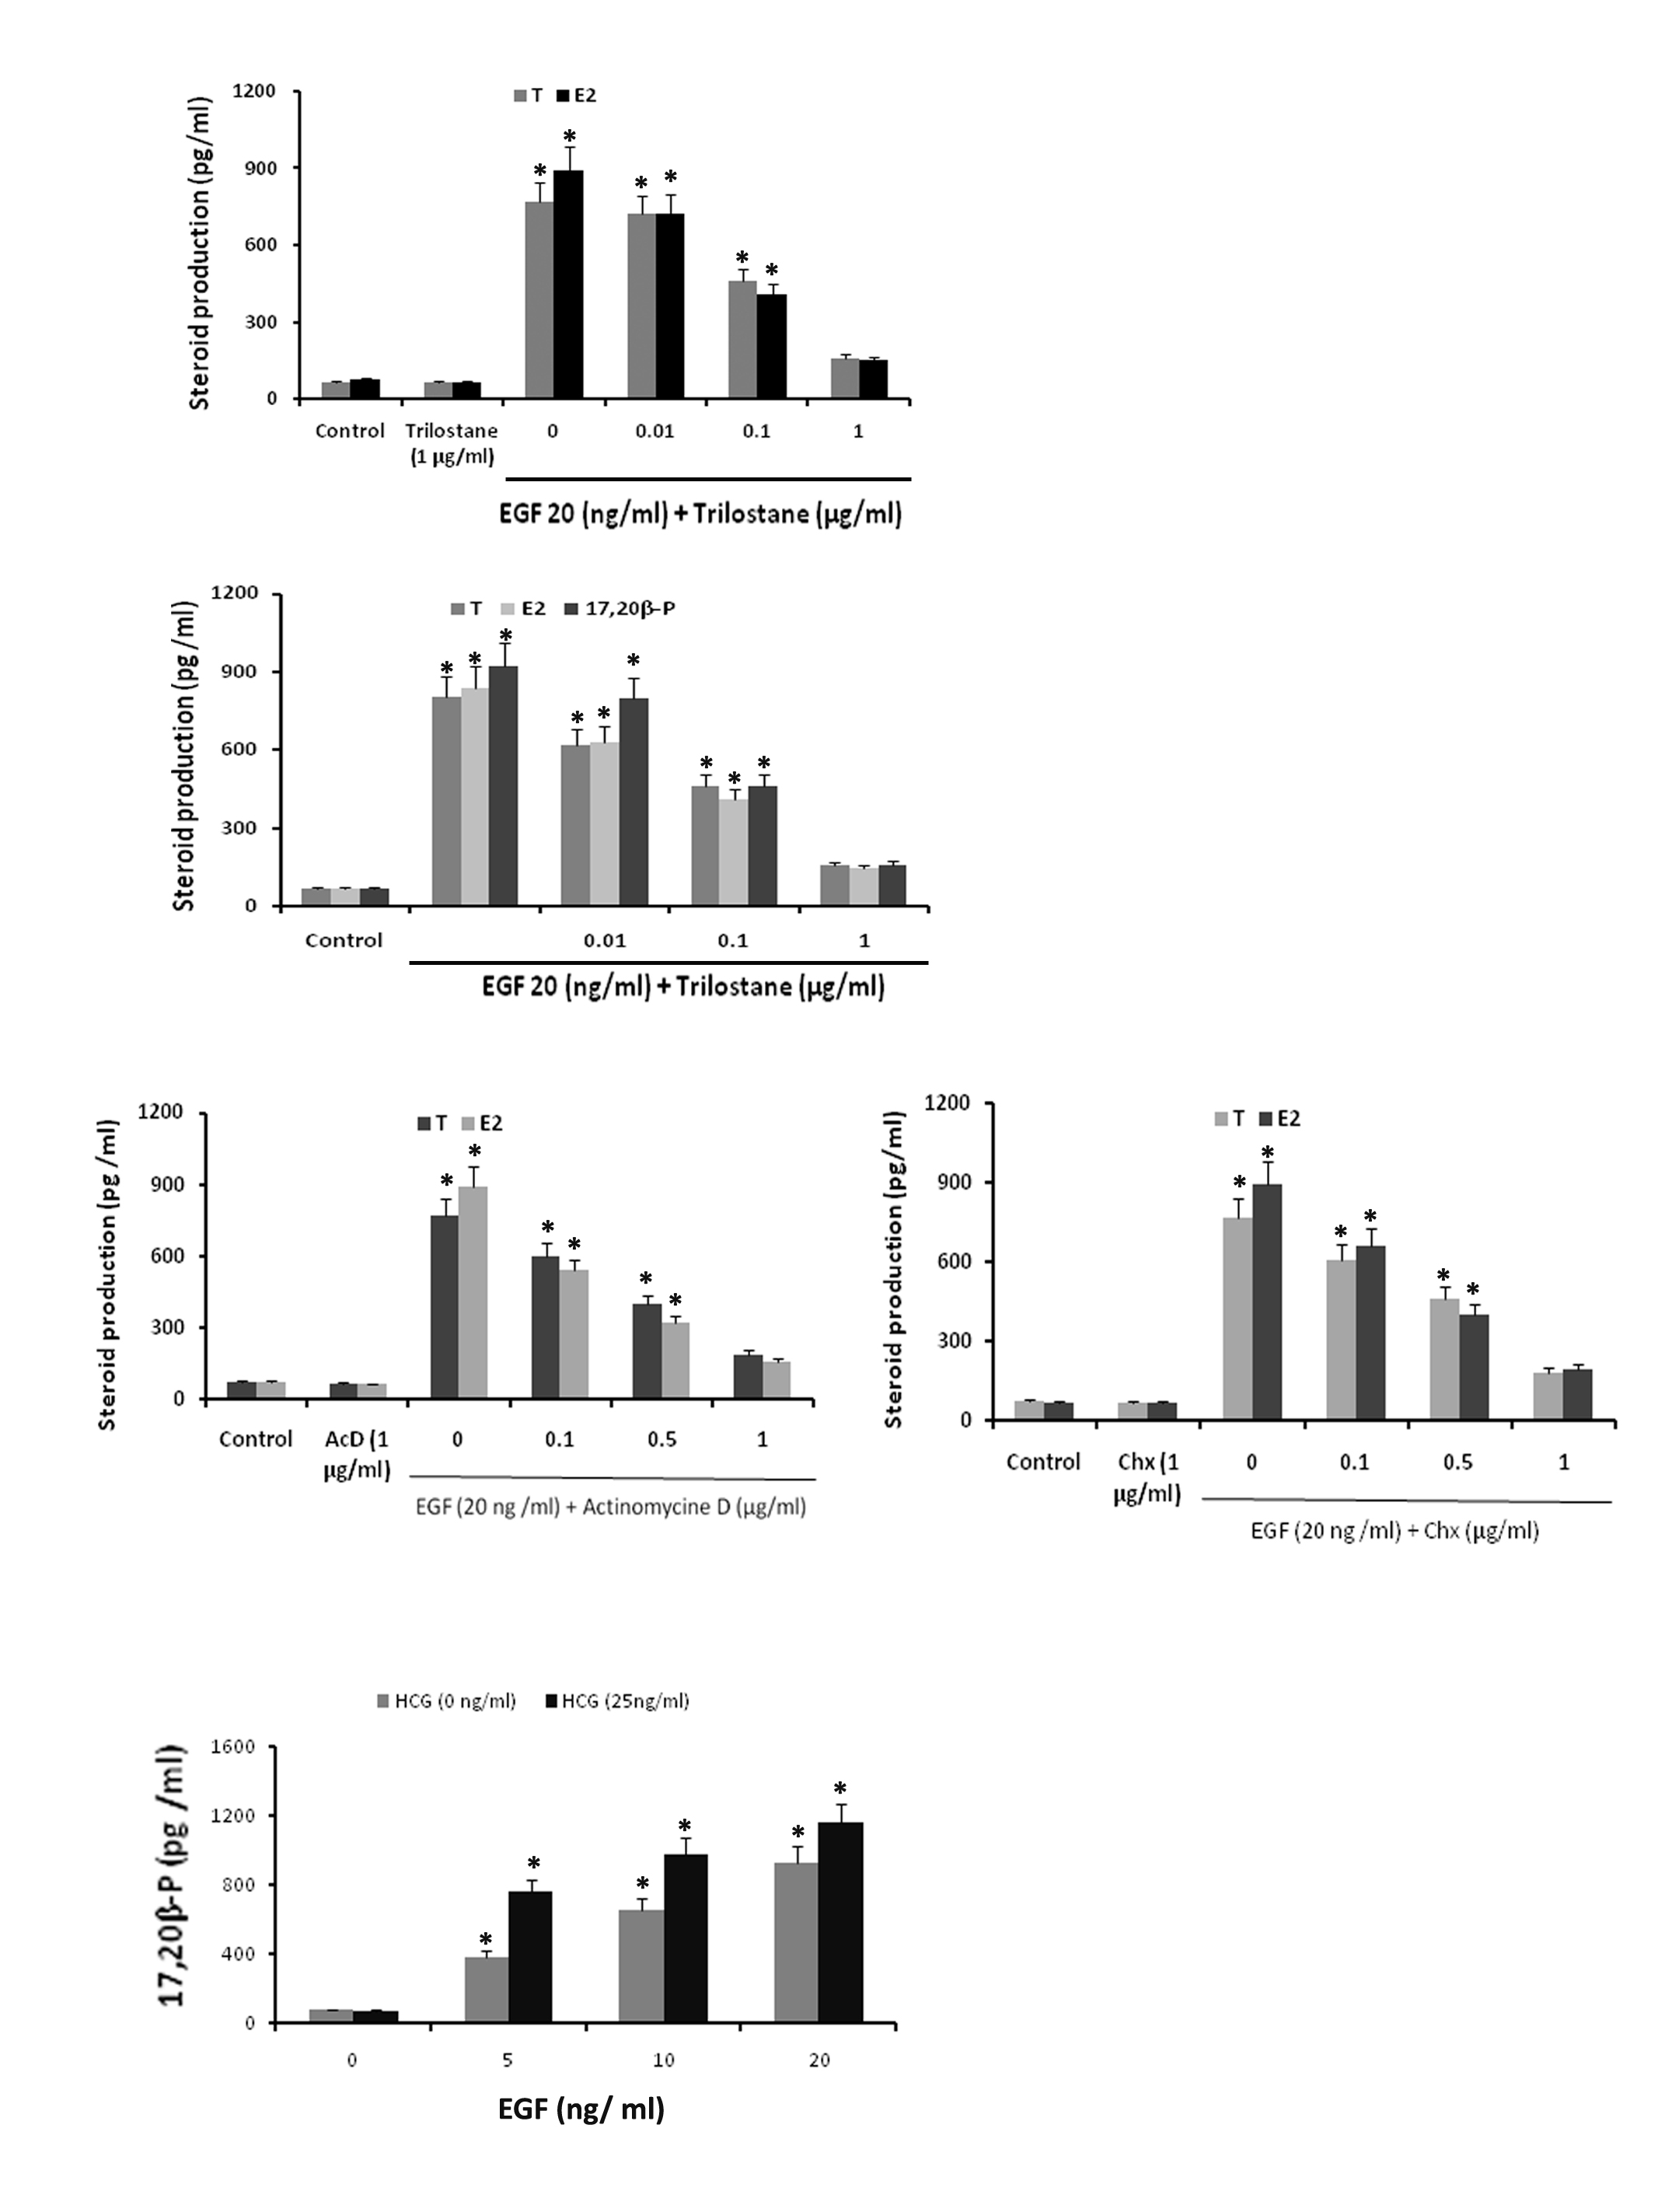 T E2
Steroid production (pg/ml)
1200
900
600
300
0
* * * * * *
Control Trilostane (1 µg/ml) 0 0.01 0.1 1
EGF 20 (ng/ml) + Trilostane (µg/ml)
T E2 17,20β-P
Steroid production (pg /ml)
1200
900
600
300
0
* * * * * * * * *
Control 0.01 0.1 1
EGF 20 (ng/ml) + Trilostane (µg/ml)
T E2
Steroid production (pg /ml)
1200
900
600
300
0
* * * * * *
Control AcD (1 µg/ml) 0 0.1 0.5 1
EGF (20 ng /ml) + Actinomycine D (µg/ml)
T E2
Steroid production (pg/ml)
1200
900
600
300
0
* * * * * *
Control Chx (1 µg/ml) 0 0.1 0.5 1
EGF (20 ng /ml) + Chx (µg/ml)
HCG (0 ng/ml) HCG (25ng/ml)
17,20β-P (pg /ml)
1600
1200
800
400
0
* * * * * *
0 5 10 20
EGF (ng/ ml)